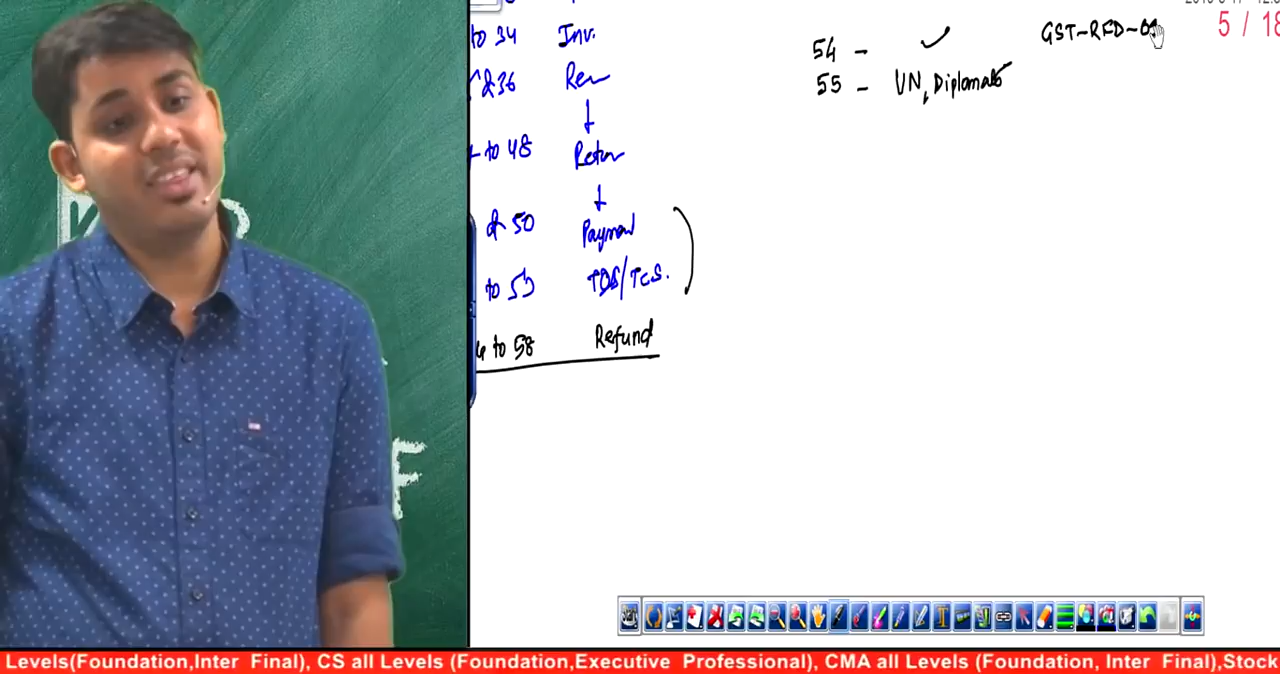 to 34 Inv.
& 36 Ren
to 48 Return
& 50 Payment
to 53 TDS/TCS.
to 58 Refund
54 - ✓
55 - UN, Diplomats
GST-RFD-
5 / 18
F
Levels(Foundation,Inter Final), CS all Levels (Foundation,Executive Professional), CMA all Levels (Foundation, Inter Final),Stock